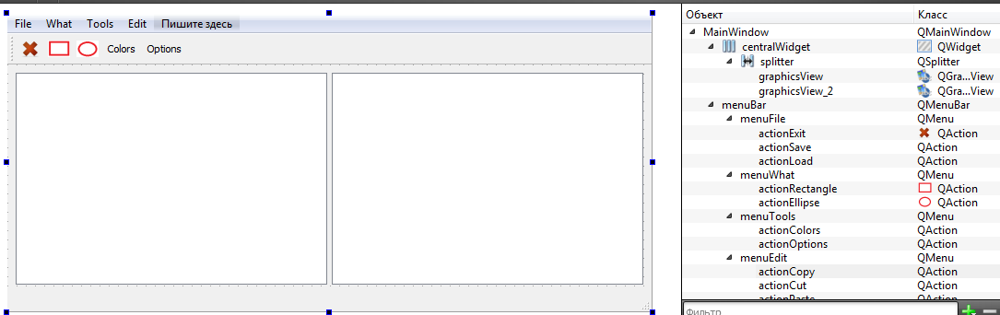 File What Tools Edit Пишите здесь
Colors Options
Объект Класс
MainWindow QMainWindow
centralWidget QWidget
splitter QSplitter
graphicsView QGra...View
graphicsView_2 QGra...View
menuBar QMenuBar
menuFile QMenu
actionExit QAction
actionSave QAction
actionLoad QAction
menuWhat QMenu
actionRectangle QAction
actionEllipse QAction
menuTools QMenu
actionColors QAction
actionOptions QAction
menuEdit QMenu
actionCopy QAction
actionCut QAction
actionPaste QAction
Фильтр